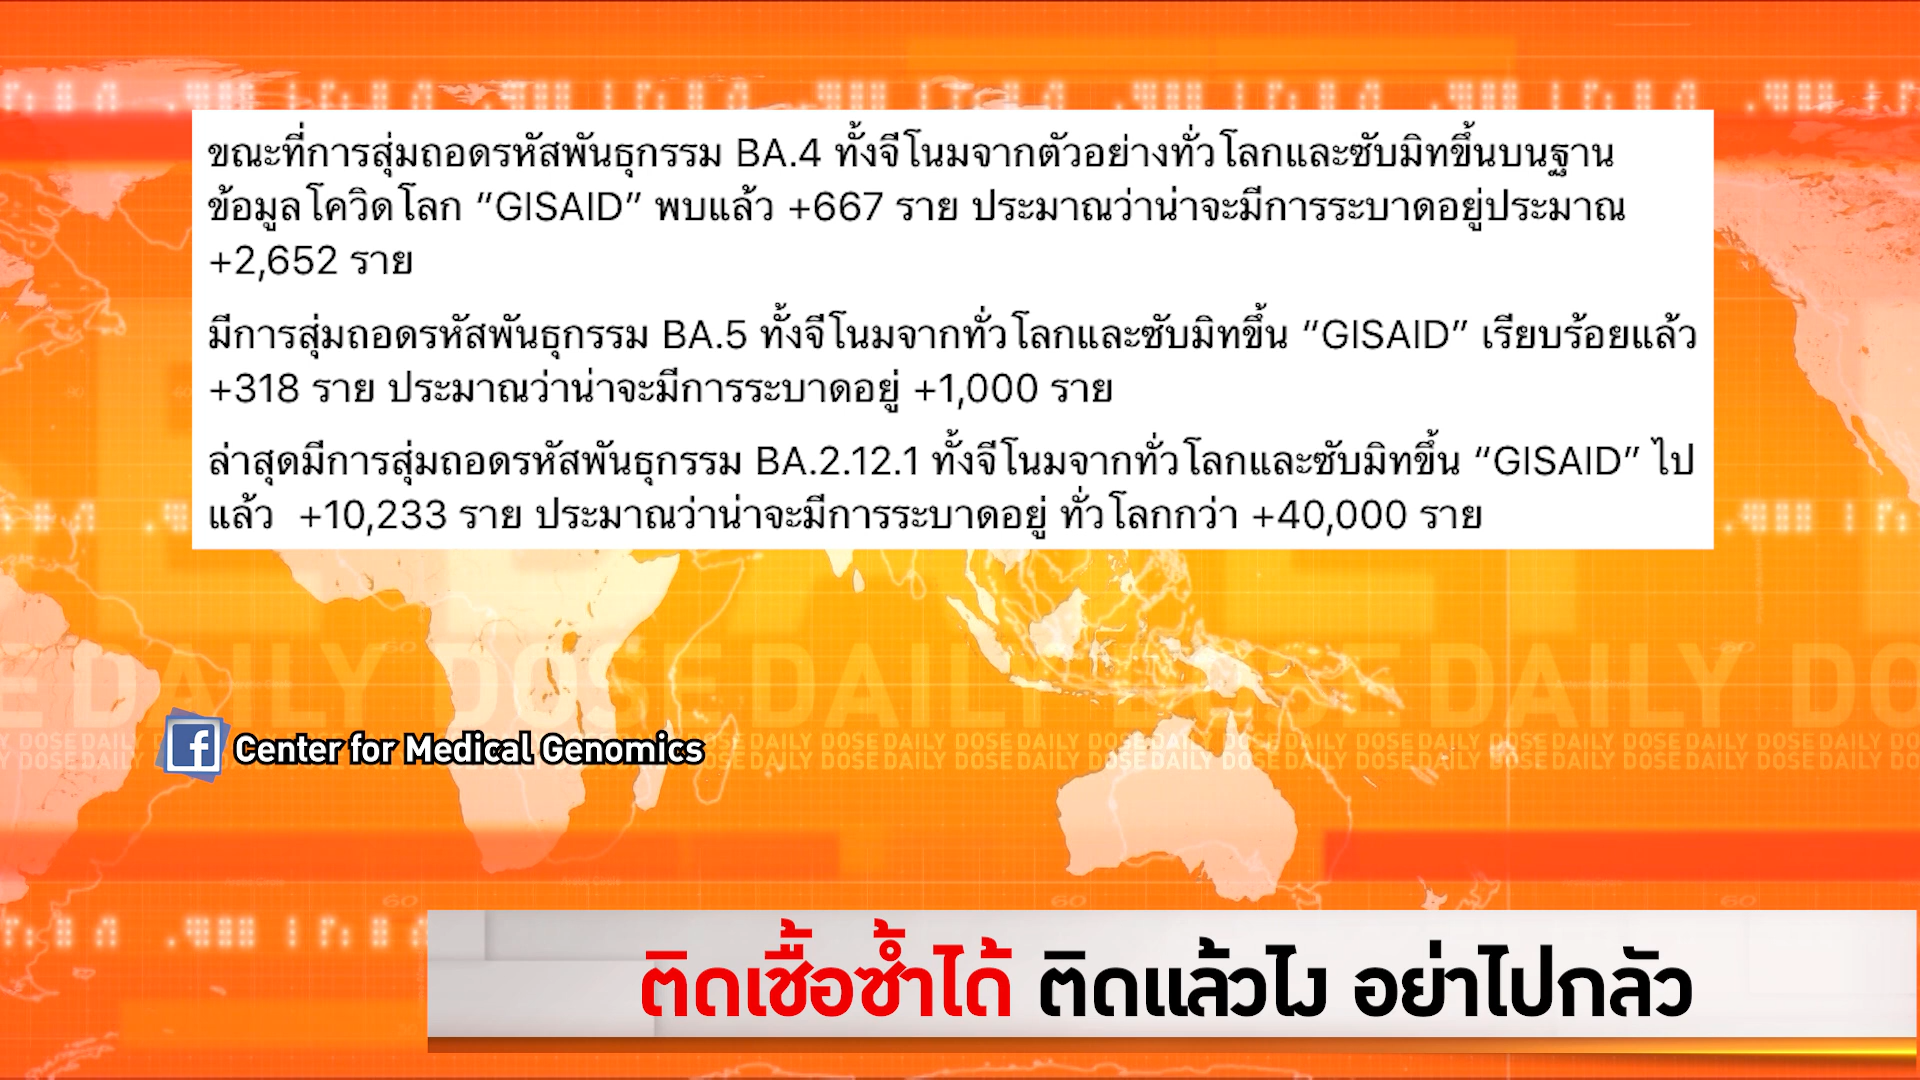 ขณะที่การสุ่มถอดรหัสพันธุกรรม BA.4 ทั้งจีโนมจากตัวอย่างทั่วโลกและซับมิทขึ้นบนฐาน
ข้อมูลโควิดโลก “GISAID” พบแล้ว +667 ราย ประมาณว่าน่าจะมีการระบาดอยู่ประมาณ
+2,652 ราย
มีการสุ่มถอดรหัสพันธุกรรม BA.5 ทั้งจีโนมจากทั่วโลกและซับมิทขึ้น “GISAID” เรียบร้อยแล้ว
+318 ราย ประมาณว่าน่าจะมีการระบาดอยู่ +1,000 ราย
ล่าสุดมีการสุ่มถอดรหัสพันธุกรรม BA.2.12.1 ทั้งจีโนมจากทั่วโลกและซับมิทขึ้น “GISAID” ไป
แล้ว +10,233 ราย ประมาณว่าน่าจะมีการระบาดอยู่ ทั่วโลกกว่า +40,000 ราย
SE DAILY DOSE DAILY DOSE DAILY DO
Center for Medical Genomics
ติดเชื้อซ้ำได้ ติดแล้วไง อย่าไปกลัว